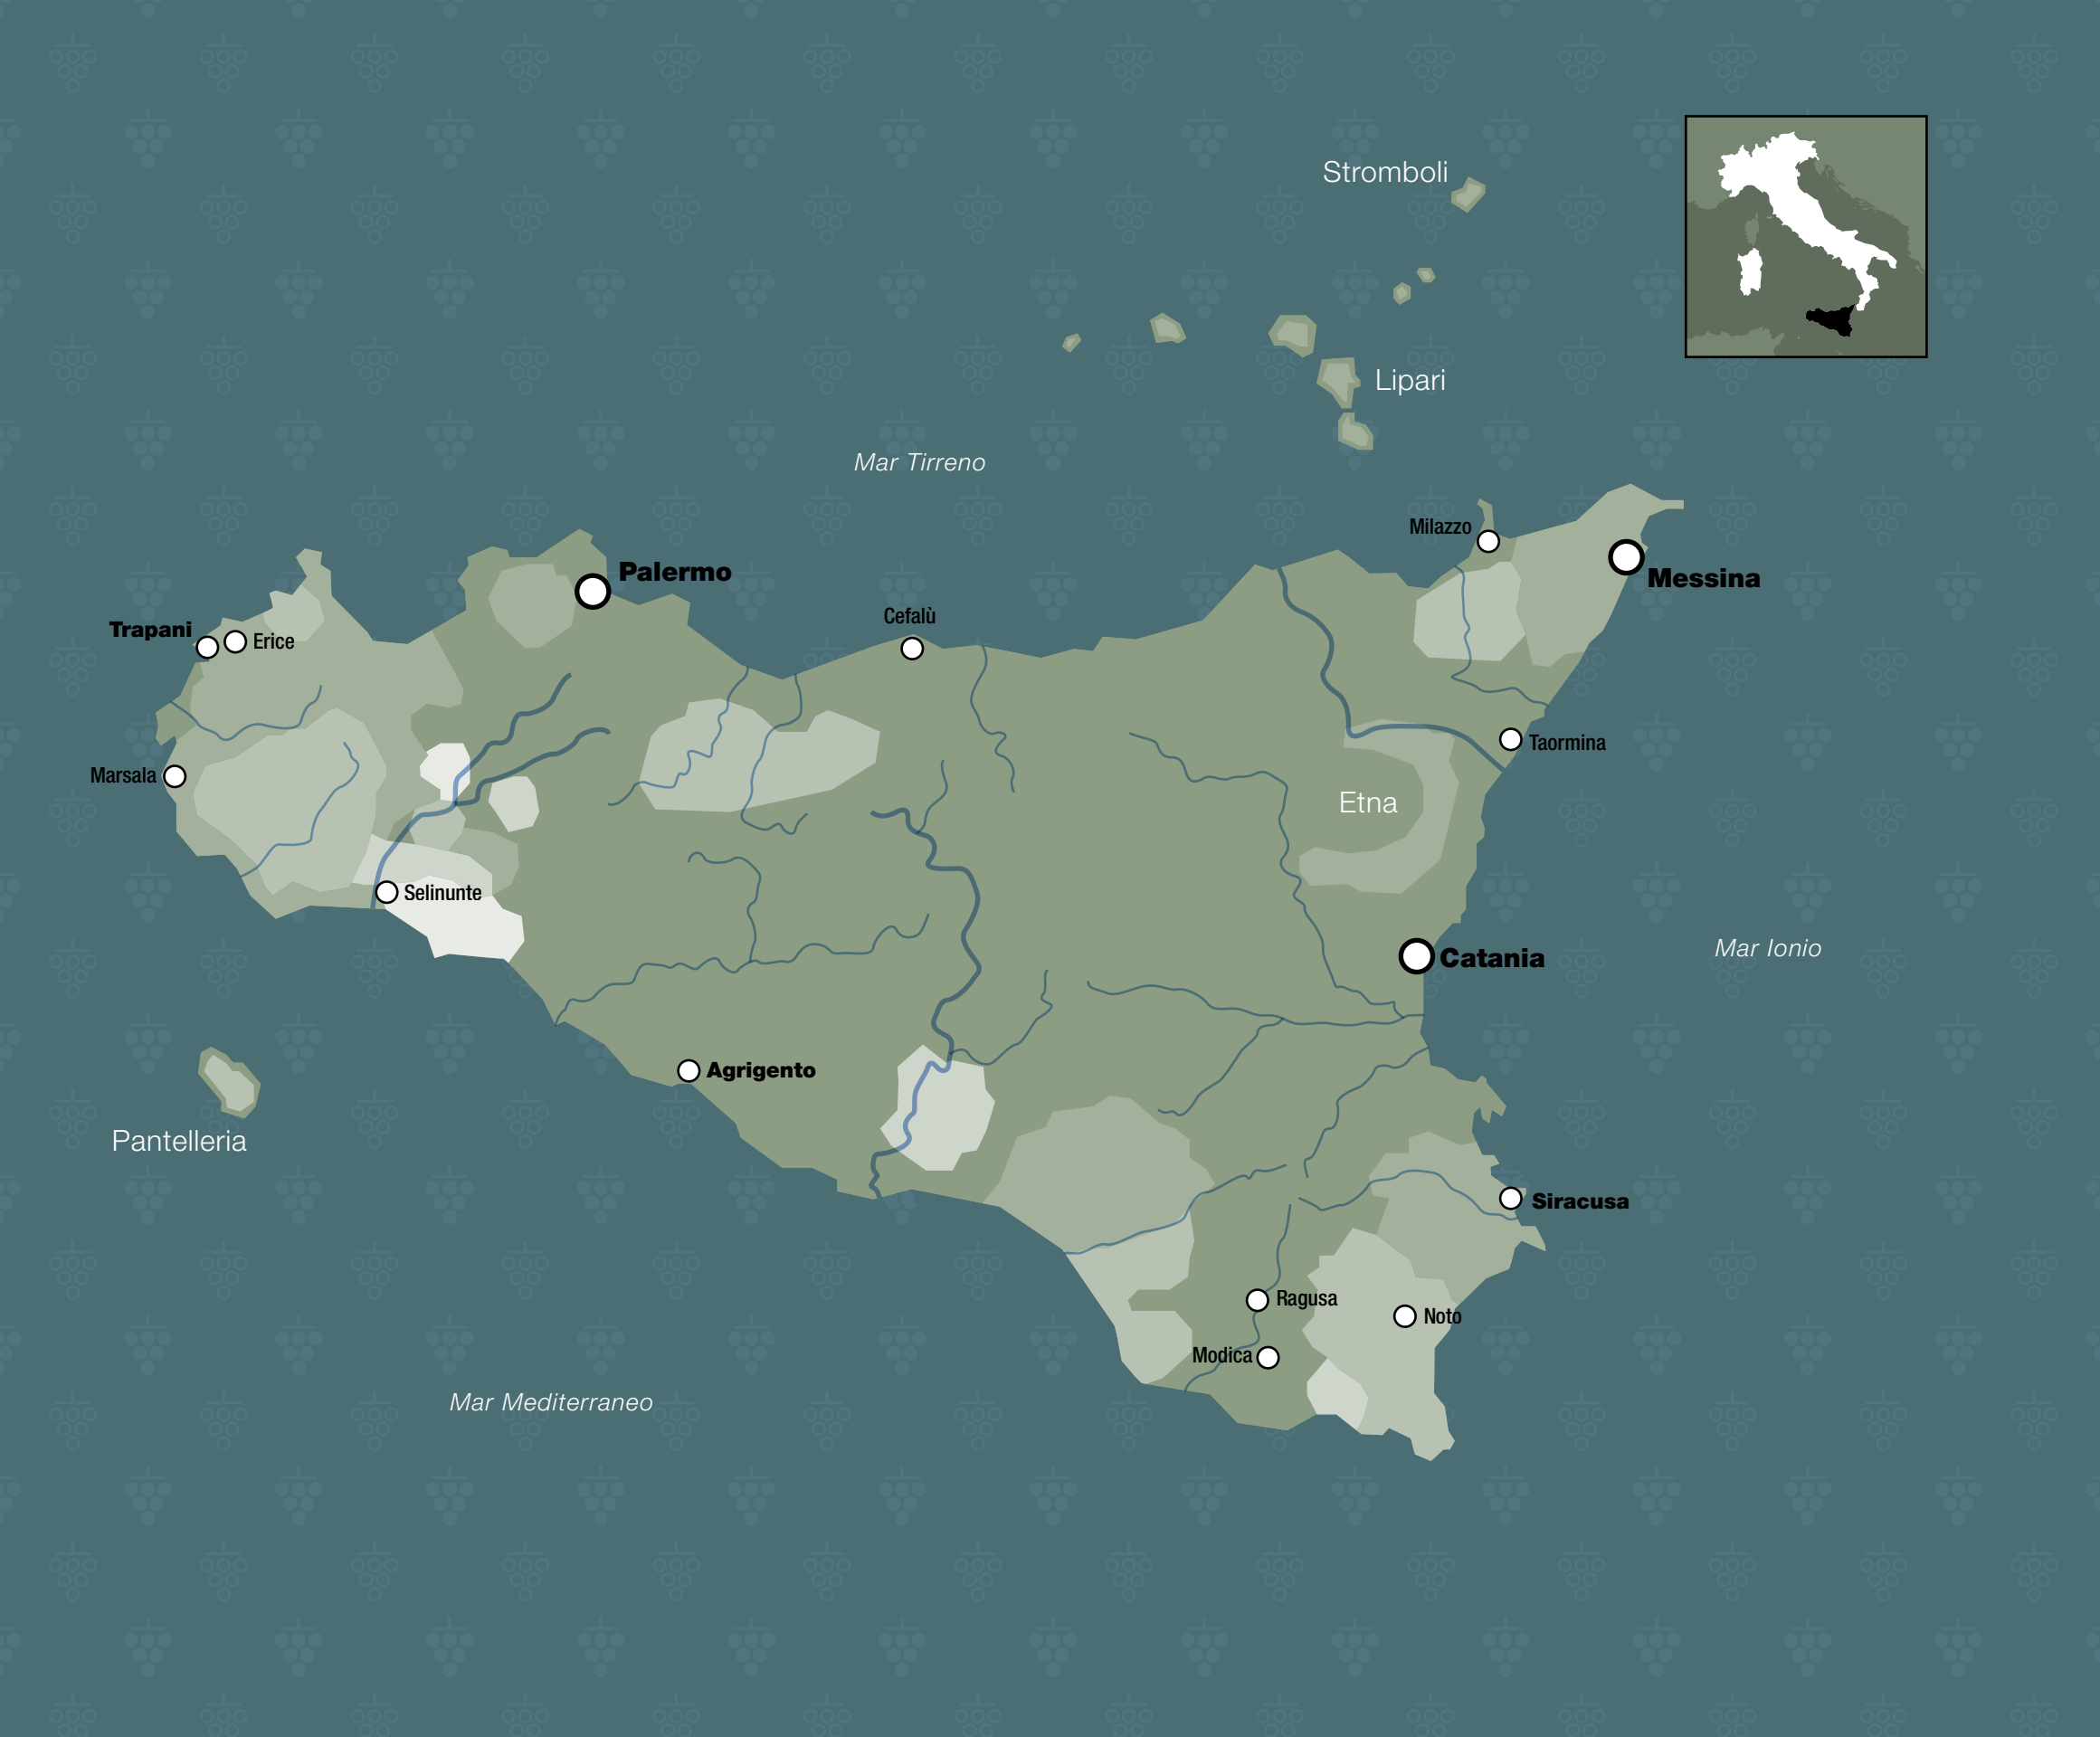 Stromboli
Lipari
Mar Tirreno
Milazzo
Messina
Palermo
Cefalù
Trapani
Erice
Taormina
Marsala
Etna
Selinunte
Mar Ionio
Catania
Agrigento
Pantelleria
Siracusa
Ragusa
Noto
Modica
Mar Mediterraneo